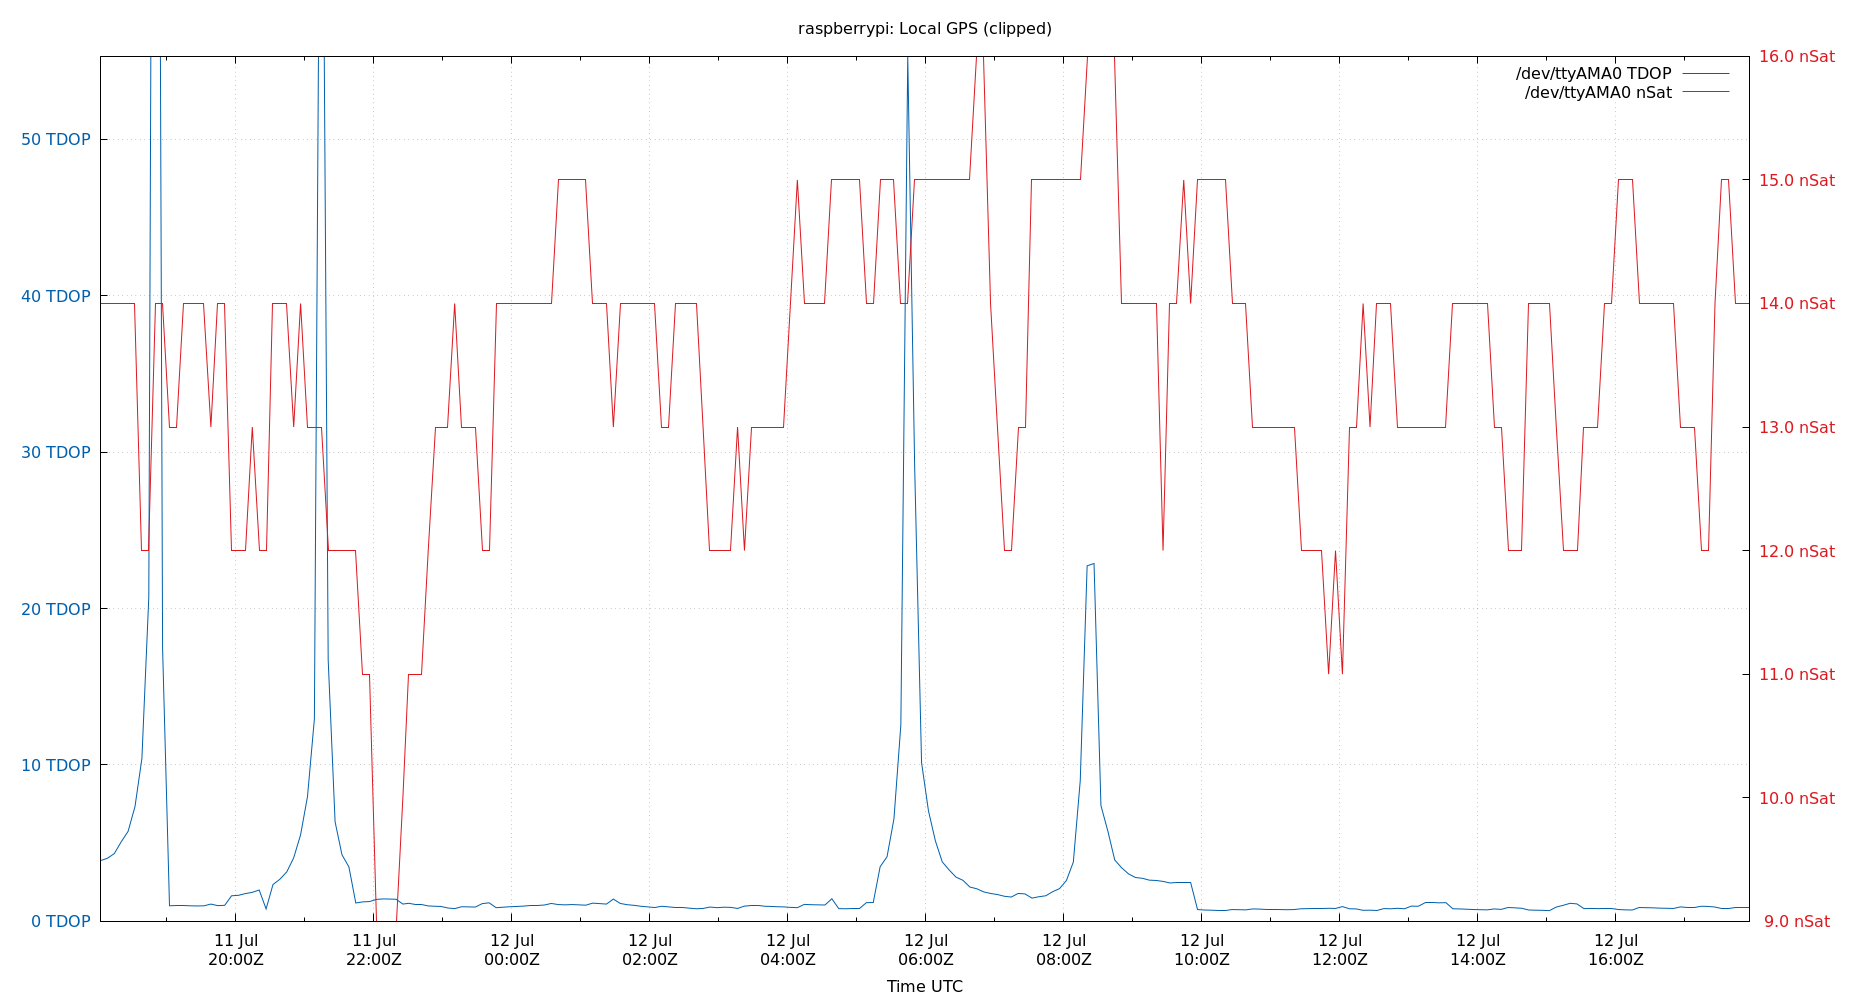 raspberrypi: Local GPS (clipped)
/dev/ttyAMA0 TDOP
/dev/ttyAMA0 nSat
50 TDOP
40 TDOP
30 TDOP
20 TDOP
10 TDOP
0 TDOP
16.0 nSat
15.0 nSat
14.0 nSat
13.0 nSat
12.0 nSat
11.0 nSat
10.0 nSat
9.0 nSat
11 Jul
20:00Z
11 Jul
22:00Z
12 Jul
00:00Z
12 Jul
02:00Z
12 Jul
04:00Z
12 Jul
06:00Z
12 Jul
08:00Z
12 Jul
10:00Z
12 Jul
12:00Z
12 Jul
14:00Z
12 Jul
16:00Z
Time UTC